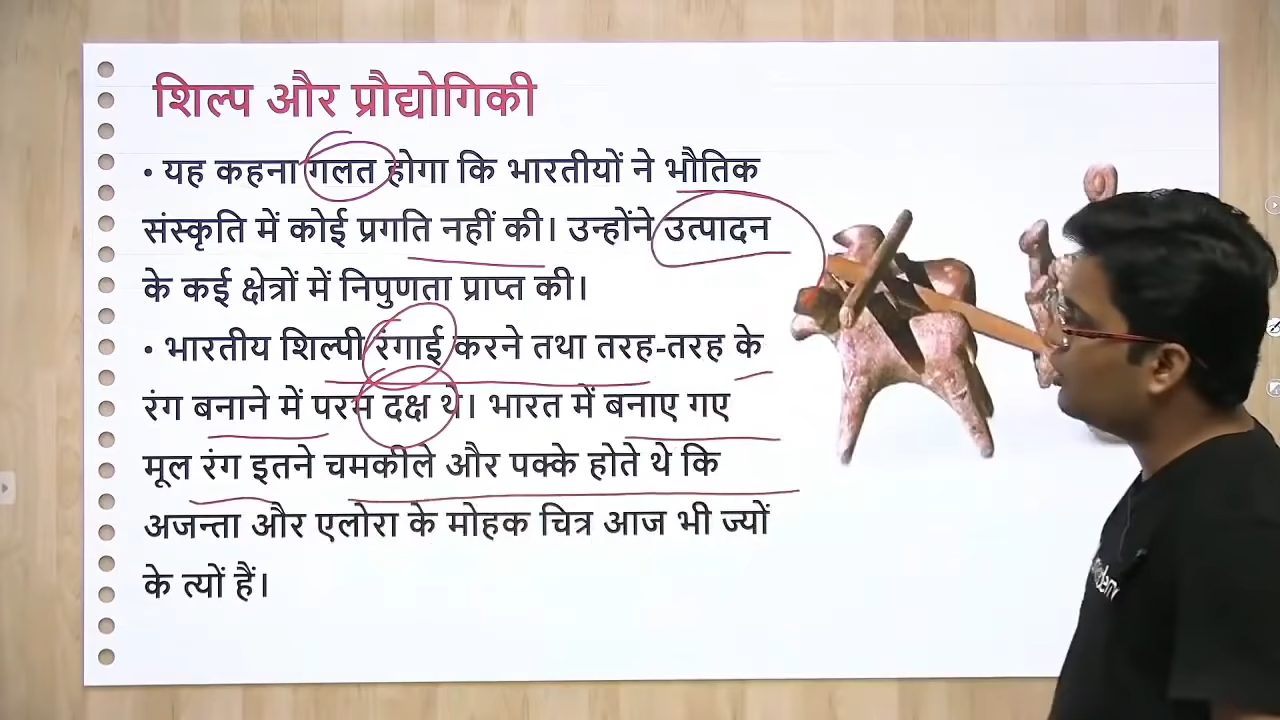 शिल्प और प्रौद्योगिकी
• यह कहना गलत होगा कि भारतीयों ने भौतिक
संस्कृति में कोई प्रगति नहीं की। उन्होंने उत्पादन
के कई क्षेत्रों में निपुणता प्राप्त की।
• भारतीय शिल्पी रंगाई करने तथा तरह-तरह के
रंग बनाने में परम दक्ष थे। भारत में बनाए गए
मूल रंग इतने चमकीले और पक्के होते थे कि
अजन्ता और एलोरा के मोहक चित्र आज भी ज्यों
के त्यों हैं।